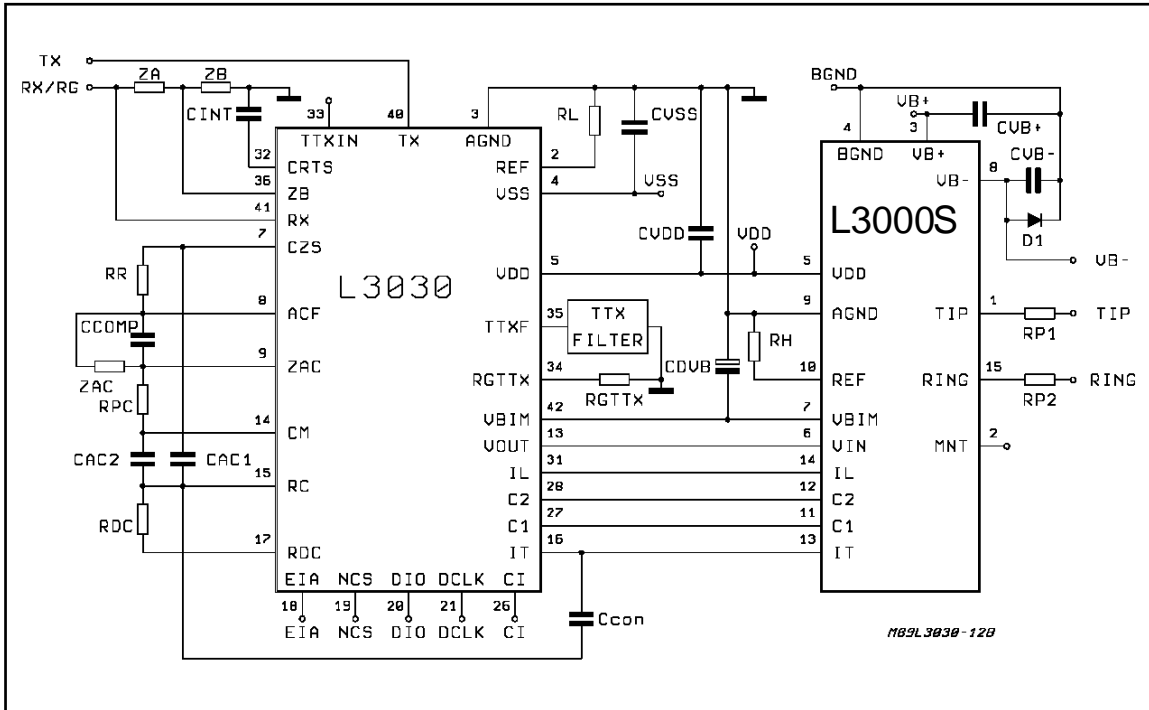 TX
RX/RG
ZA
ZB
CINT
33
TTXIN
40
TX
3
AGND
RL
CVSS
BGND
VB+
4
3
BGND
VB+
CVB+
CVB-
8
VB-
D1
VB-
32
CRTS
36
ZB
41
RX
7
CZS
RR
8
ACF
CCOMP
9
ZAC
ZAC
RPC
14
CM
CAC2
CAC1
15
RC
RDC
17
RDC
L3030
2
REF
4
VSS
VSS
CVDD
VDD
5
VDD
35
TTXF
TTX
FILTER
34
RGTTX
RGTTX
CDVB
RH
42
VBIM
13
VOUT
31
IL
28
C2
27
C1
16
IT
L3000S
5
VDD
9
AGND
10
REF
7
VBIM
6
VIN
14
IL
12
C2
11
C1
13
IT
1
TIP
RP1
TIP
15
RING
RP2
RING
2
MNT
EIA NCS DIO DCLK CI
18 19 20 21 26
EIA NCS DIO DCLK CI
Ccon
M89L3030-12B